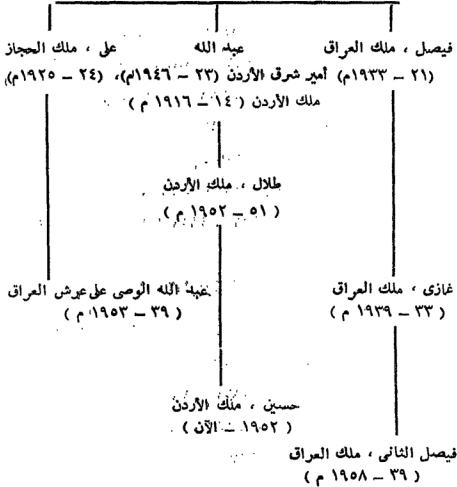 فيصل ، ملك العراق عبد الله على ، ملك الحجاز
(٢١ – ١٩٣٣م) أمير شرق الأردن (٢٣ – ١٩٤٦م)، (٢٤ – ١٩٢٥م)
ملك الأردن ( ١٤ – ١٩١٦ م )
طلال ، ملك الأردن
( ٥١ – ١٩٥٢ م )
غازى ، ملك العراق عبد الله الوصى على عرش العراق
( ٣٣ – ١٩٣٩ م ) ( ٣٩ – ١٩٥٣ م )
حسين ، ملك الأردن
( ١٩٥٢ – الآن )
فيصل الثانى ، ملك العراق
( ٣٩ – ١٩٥٨ م )